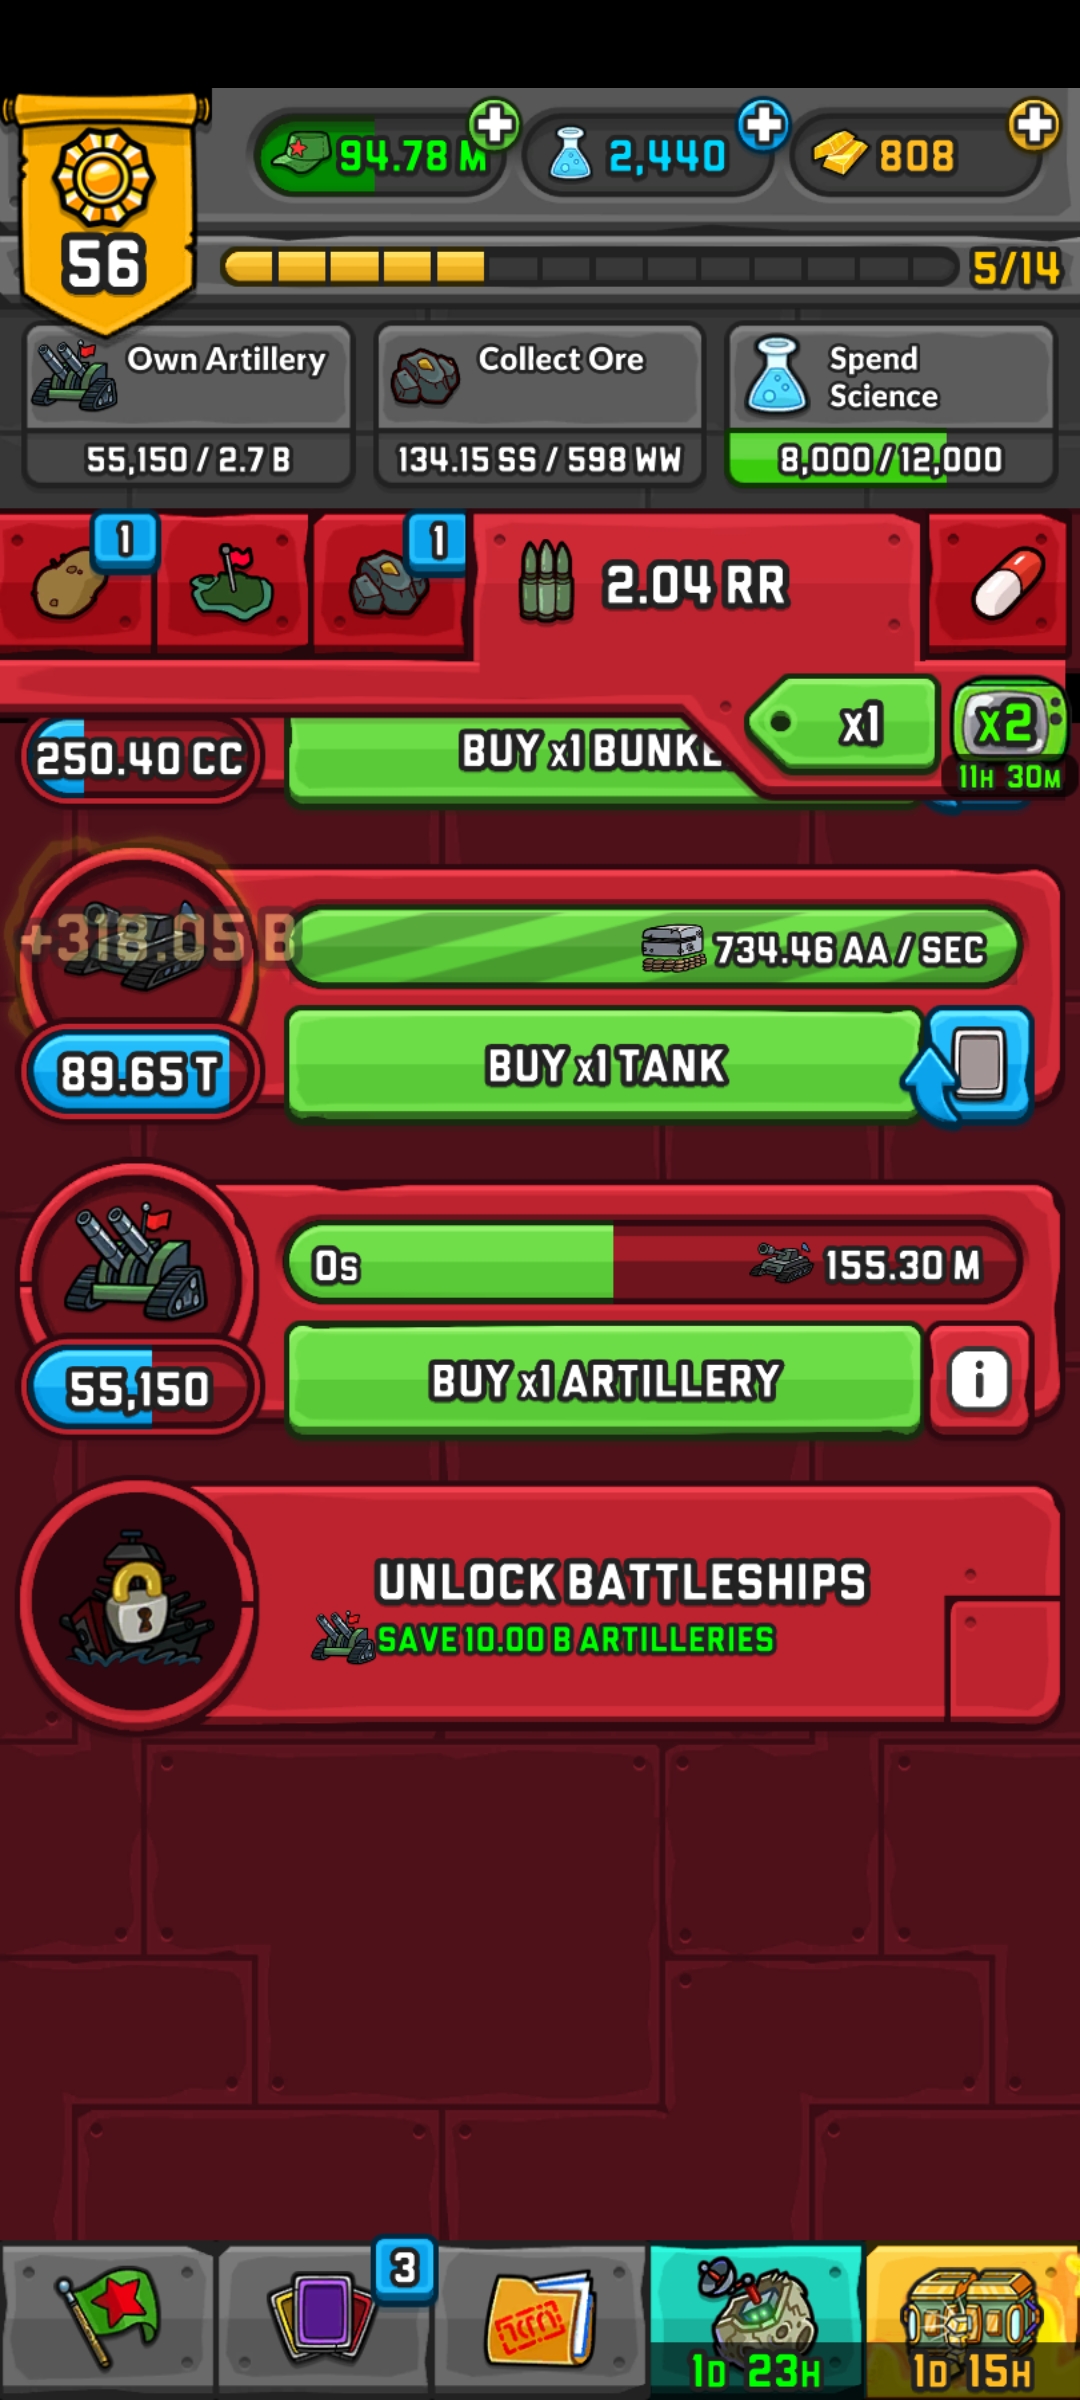 94.78 M
2,440
808
56
5/14
Own Artillery
55,150 / 2.7 B
Collect Ore
134.15 SS / 598 WW
Spend
Science
8,000 / 12,000
1
1
2.04 RR
x1
x2
11H 30M
250.40 CC
BUY x1 BUNKE
+318.05 B
734.46 AA / SEC
89.65 T
BUY x1 TANK
0s
155.30 M
55,150
BUY x1 ARTILLERY
i
UNLOCK BATTLESHIPS
SAVE 10.00 B ARTILLERIES
3
1D 23H
1D 15H